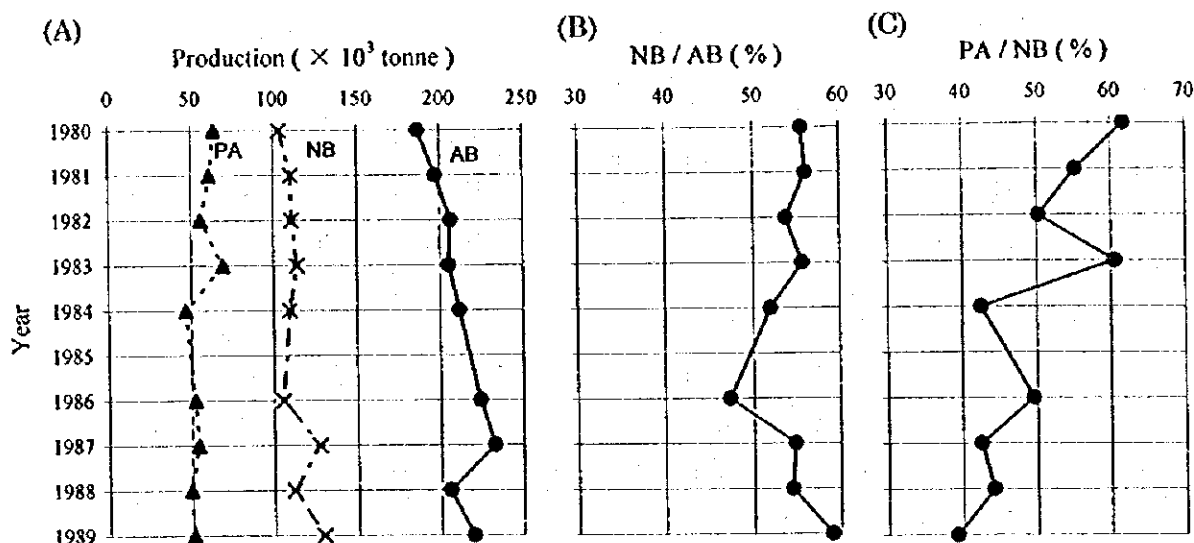 (A)
Production ( × 10³ tonne)
0 50 100 150 200 250
Year
1980
1981
1982
1983
1984
1985
1986
1987
1988
1989
PA
NB
AB
(B)
NB / AB ( % )
30 40 50 60
(C)
PA / NB ( % )
30 40 50 60 70